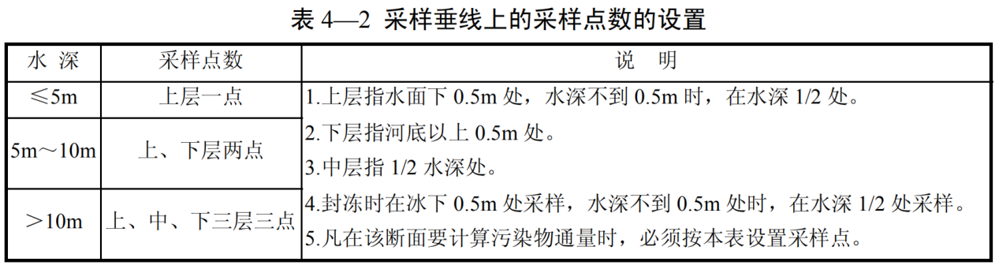 表 4—2 采样垂线上的采样点数的设置
水 深 采样点数 说 明
≤5m 上层一点 1.上层指水面下 0.5m 处，水深不到 0.5m 时，在水深 1/2 处。
2.下层指河底以上 0.5m 处。
5m～10m 上、下层两点
3.中层指 1/2 水深处。
4.封冻时在冰下 0.5m 处采样，水深不到 0.5m 处时，在水深 1/2 处采样。
＞10m 上、中、下三层三点
5.凡在该断面要计算污染物通量时，必须按本表设置采样点。